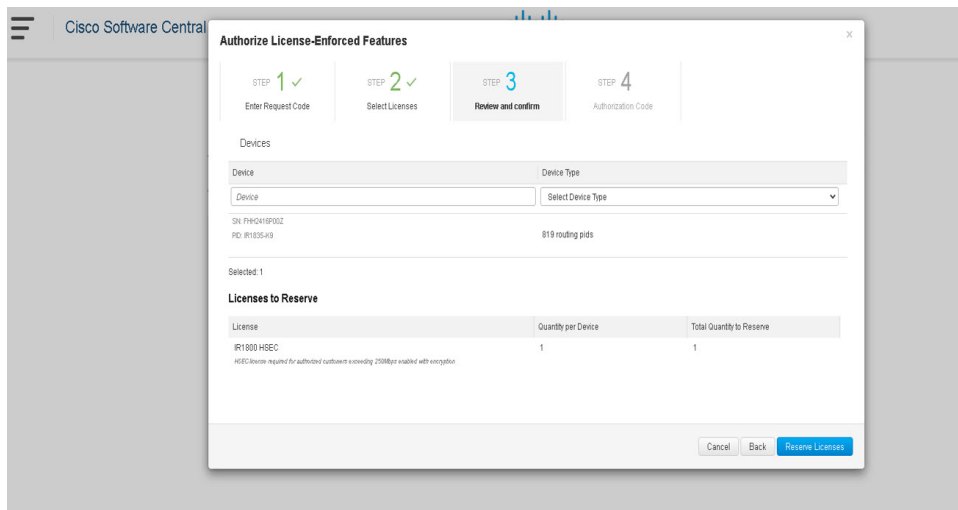 Cisco Software Central
Authorize License-Enforced Features
x
STEP 1 ✓
Enter Request Code
STEP 2 ✓
Select Licenses
STEP 3
Review and confirm
STEP 4
Authorization Code
Devices
Device Device Type
Device Select Device Type
SN: FHH2416P00Z
PID: IR1835-K9
819 routing pids
Selected: 1
Licenses to Reserve
License Quantity per Device Total Quantity to Reserve
IR1800 HSEC 1 1
HSEC license required for authorized customers exceeding 250Mbps enabled with encryption
Cancel Back Reserve Licenses